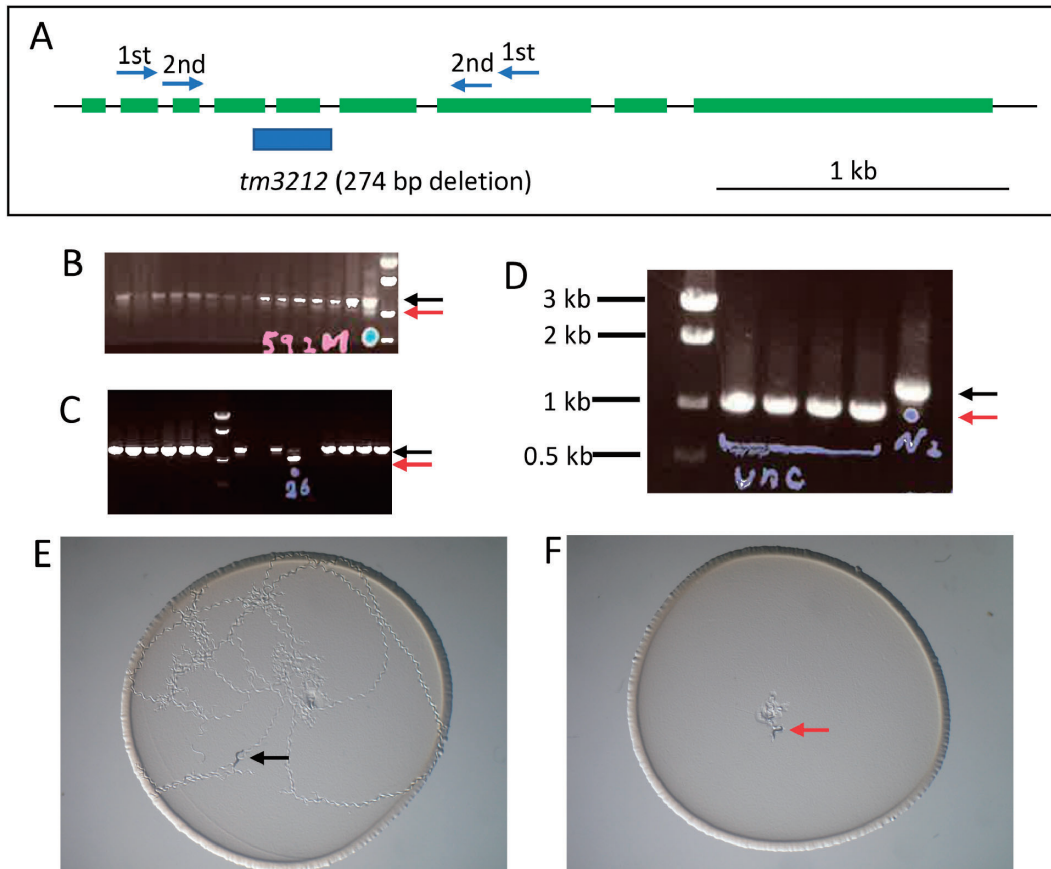 A
1st
2nd
2nd
1st
tm3212 (274 bp deletion)
1 kb
B
592M
C
26
D
3 kb
2 kb
1 kb
0.5 kb
unc
N2
E
F